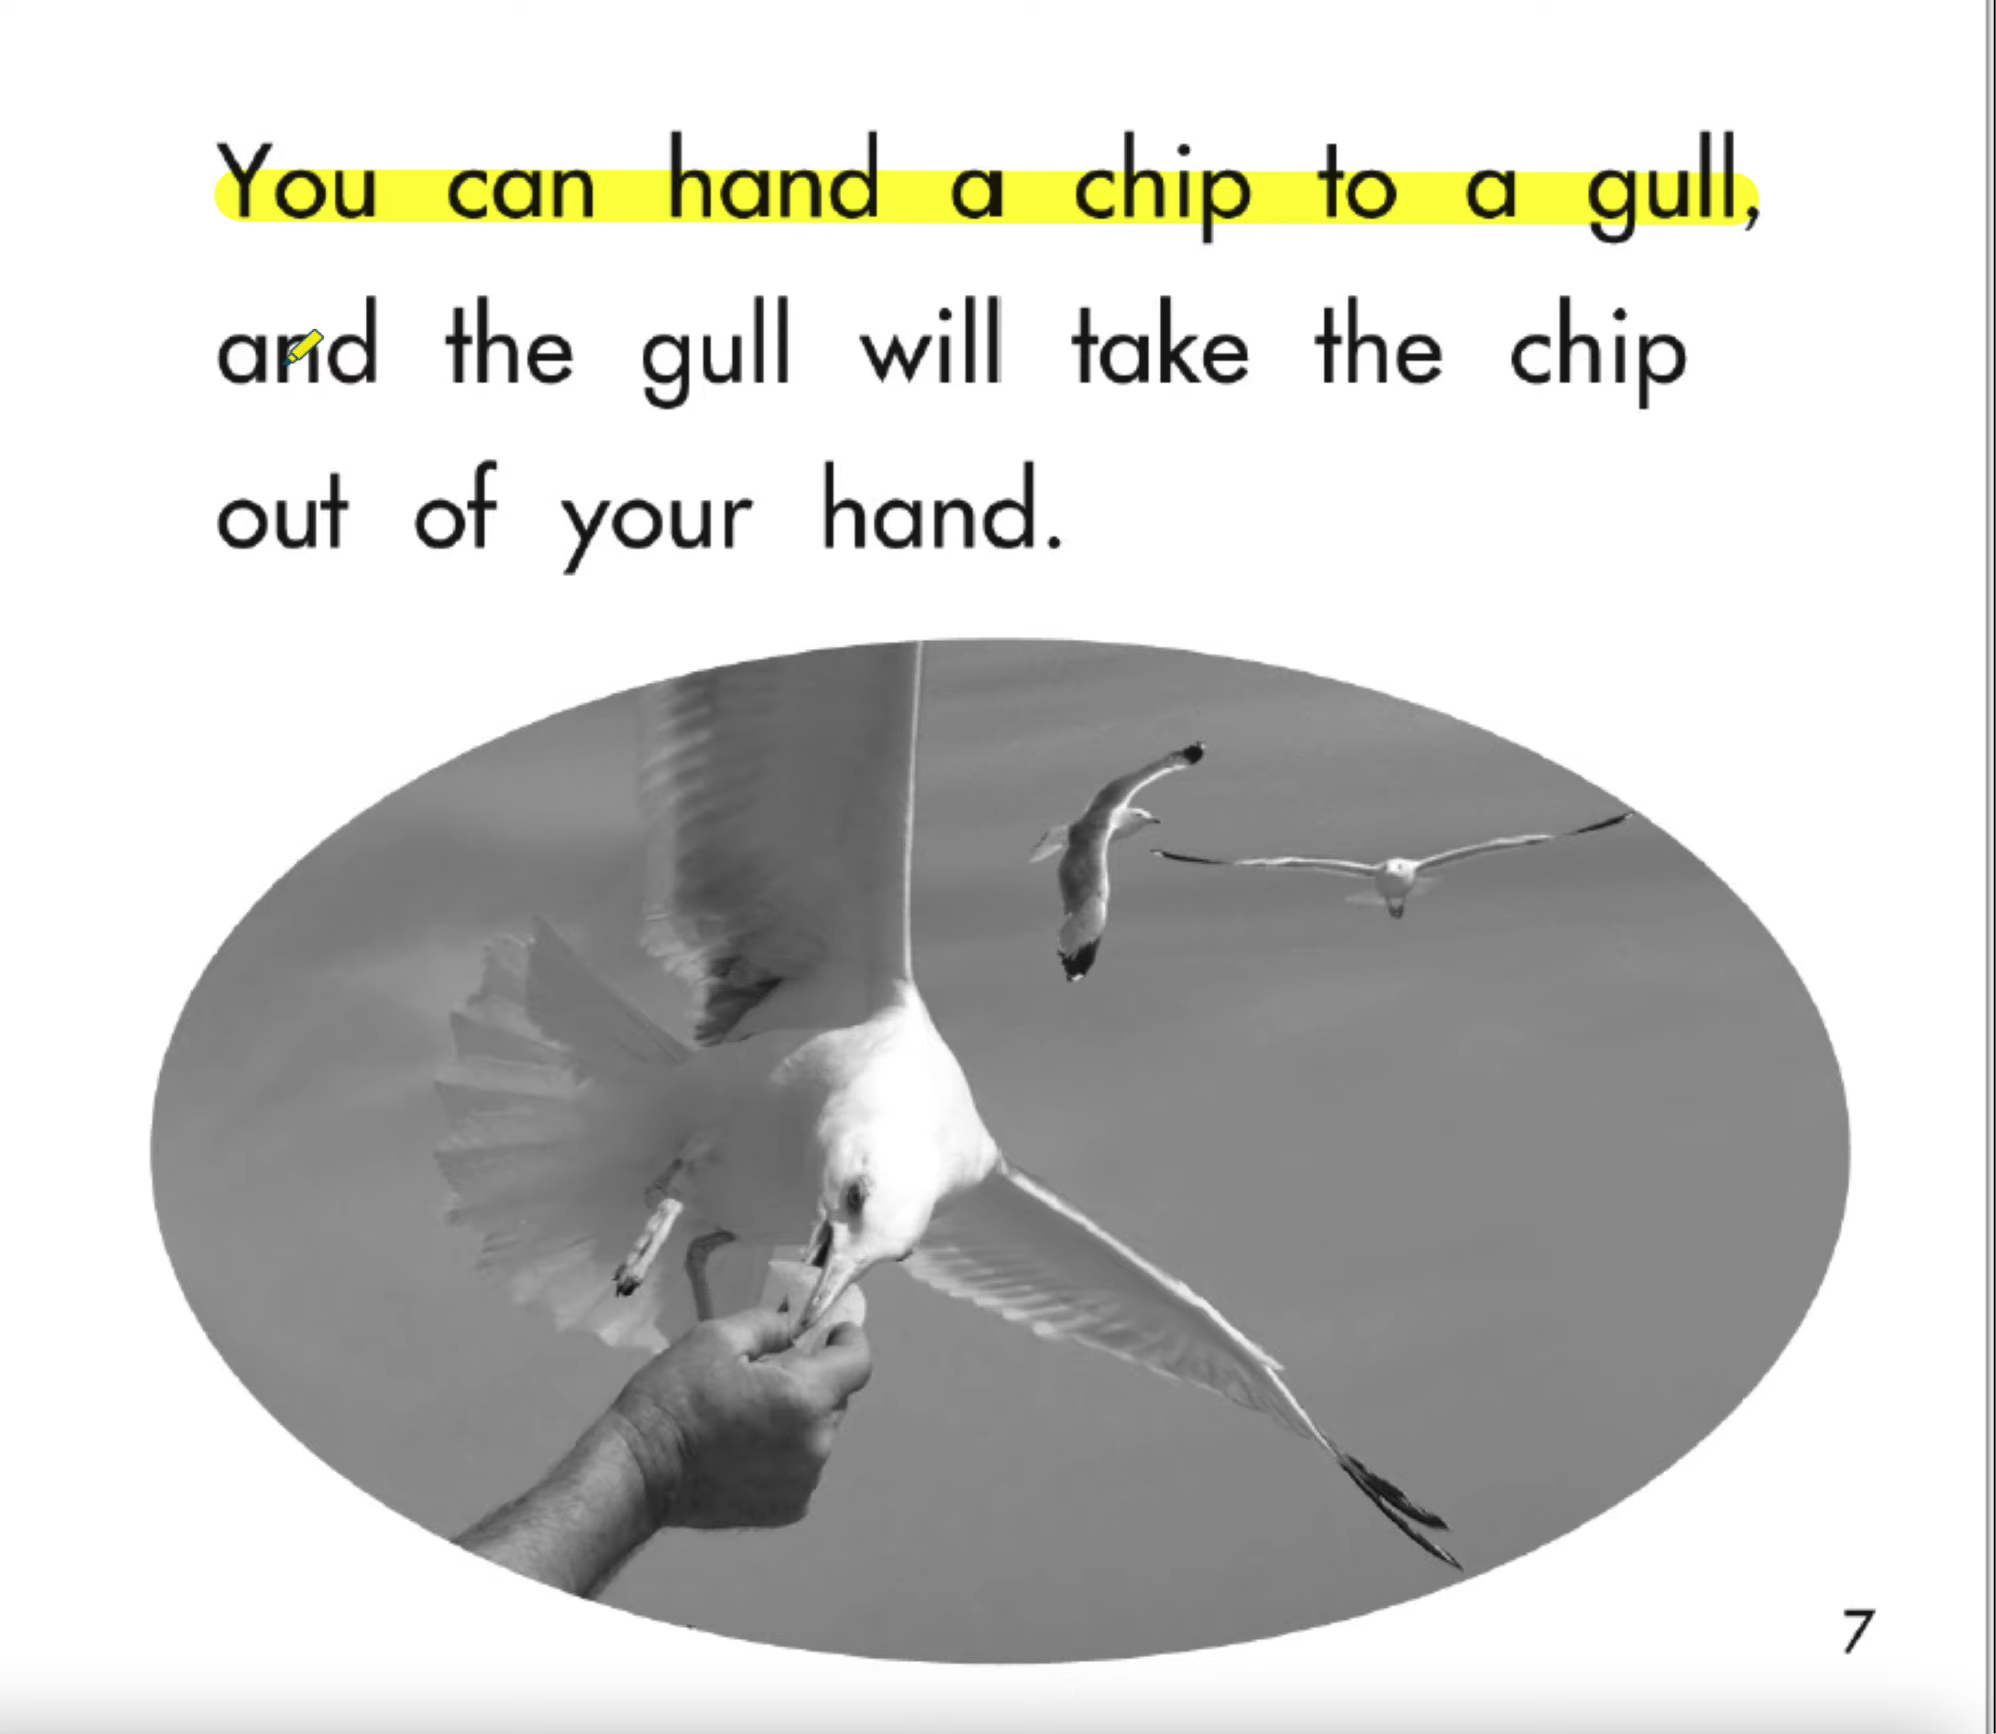 You can hand a chip to a gull,
and the gull will take the chip
out of your hand.
7